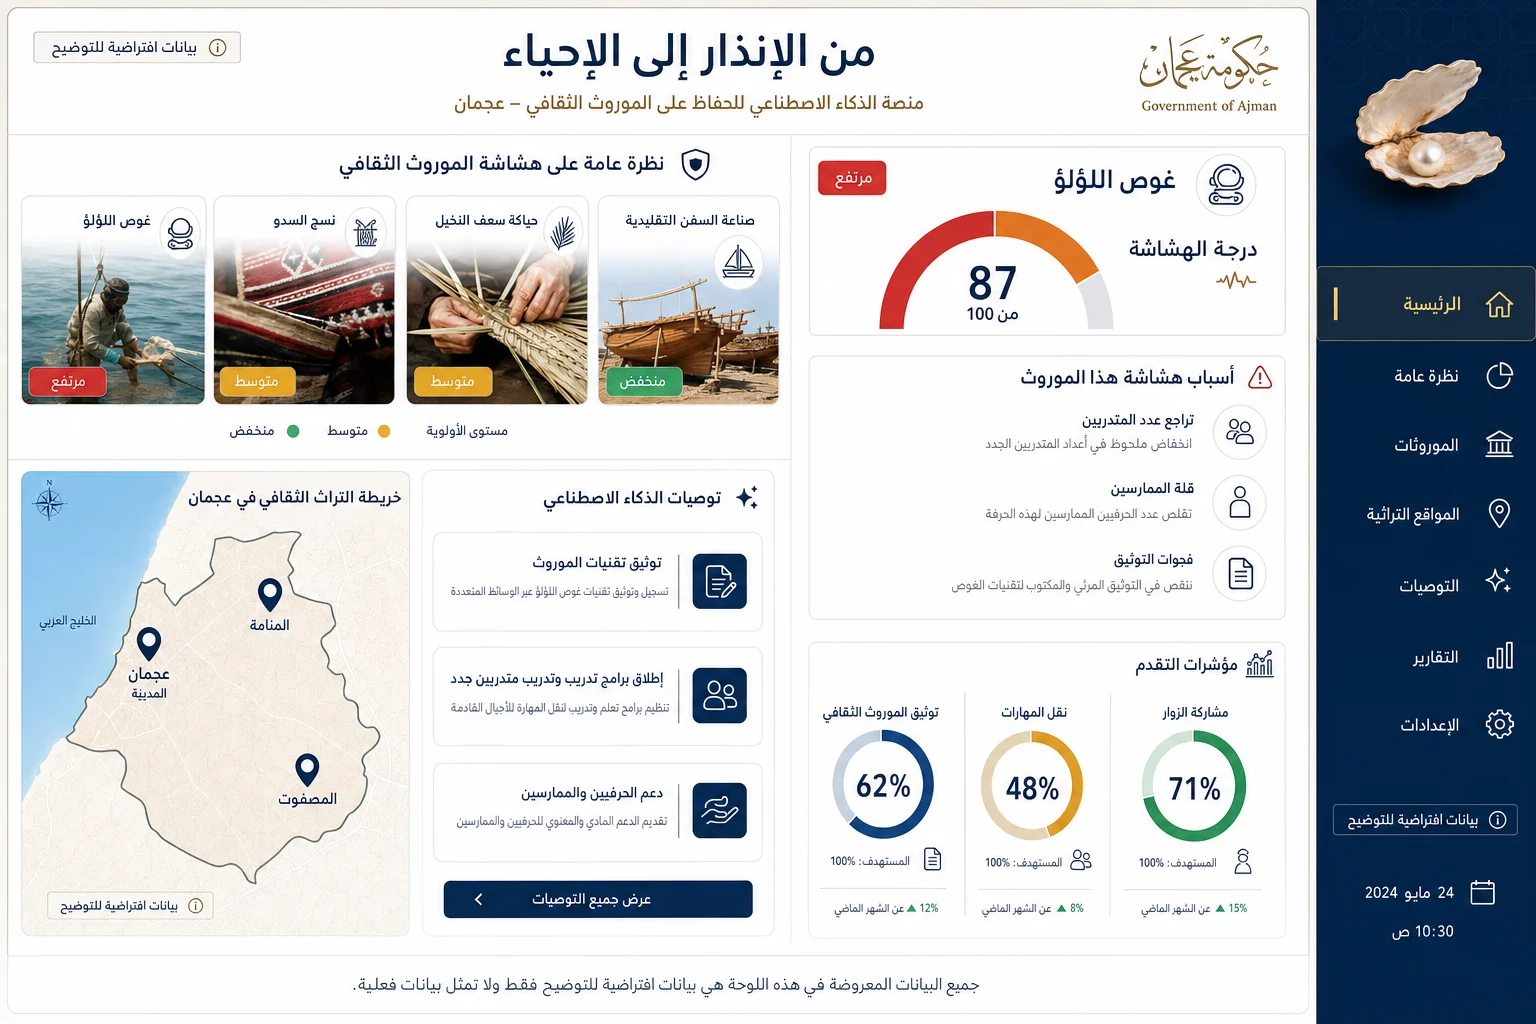 حكومة عجمان
Government of Ajman
من الإنذار إلى الإحياء
منصة الذكاء الاصطناعي للحفاظ على الموروث الثقافي – عجمان
بيانات افتراضية للتوضيح
الرئيسية
نظرة عامة
الموروثات
المواقع التراثية
التوصيات
التقارير
الإعدادات
بيانات افتراضية للتوضيح
24 مايو 2024
10:30 ص
غوص اللؤلؤ
مرتفع
درجة الهشاشة
87
من 100
أسباب هشاشة هذا الموروث
تراجع عدد المتدربين
انخفاض ملحوظ في أعداد المتدربين الجدد
قلة الممارسين
تقلص عدد الحرفيين الممارسين لهذه الحرفة
فجوات التوثيق
ننقص في التوثيق المرئي والمكتوب لتقنيات الغوص
مؤشرات التقدم
مشاركة الزوار
71%
المستهدف: 100%
15% ▲ عن الشهر الماضي
نقل المهارات
48%
المستهدف: 100%
8% ▲ عن الشهر الماضي
توثيق الموروث الثقافي
62%
المستهدف: 100%
12% ▲ عن الشهر الماضي
نظرة عامة على هشاشة الموروث الثقافي
صناعة السفن التقليدية
منخفض
حياكة سعف النخيل
متوسط
نسج السدو
متوسط
غوص اللؤلؤ
مرتفع
مستوى الأولوية
متوسط
منخفض
توصيات الذكاء الاصطناعي
توثيق تقنيات الموروث
تسجيل وتوثيق تقنيات غوص اللؤلؤ عبر الوسائط المتعددة
إطلاق برامج تدريب وتدريب متدربين جدد
تنظيم برامج تعلم وتدريب لنقل المهارة للأجيال القادمة
دعم الحرفيين والممارسين
تقديم الدعم المادي والمعنوي للحرفيين والممارسين
عرض جميع التوصيات
خريطة التراث الثقافي في عجمان
N
الخليج العربي
المنامة
عجمان
المدينة
المصفوت
بيانات افتراضية للتوضيح
جميع البيانات المعروضة في هذه اللوحة هي بيانات افتراضية للتوضيح فقط ولا تمثل بيانات فعلية.